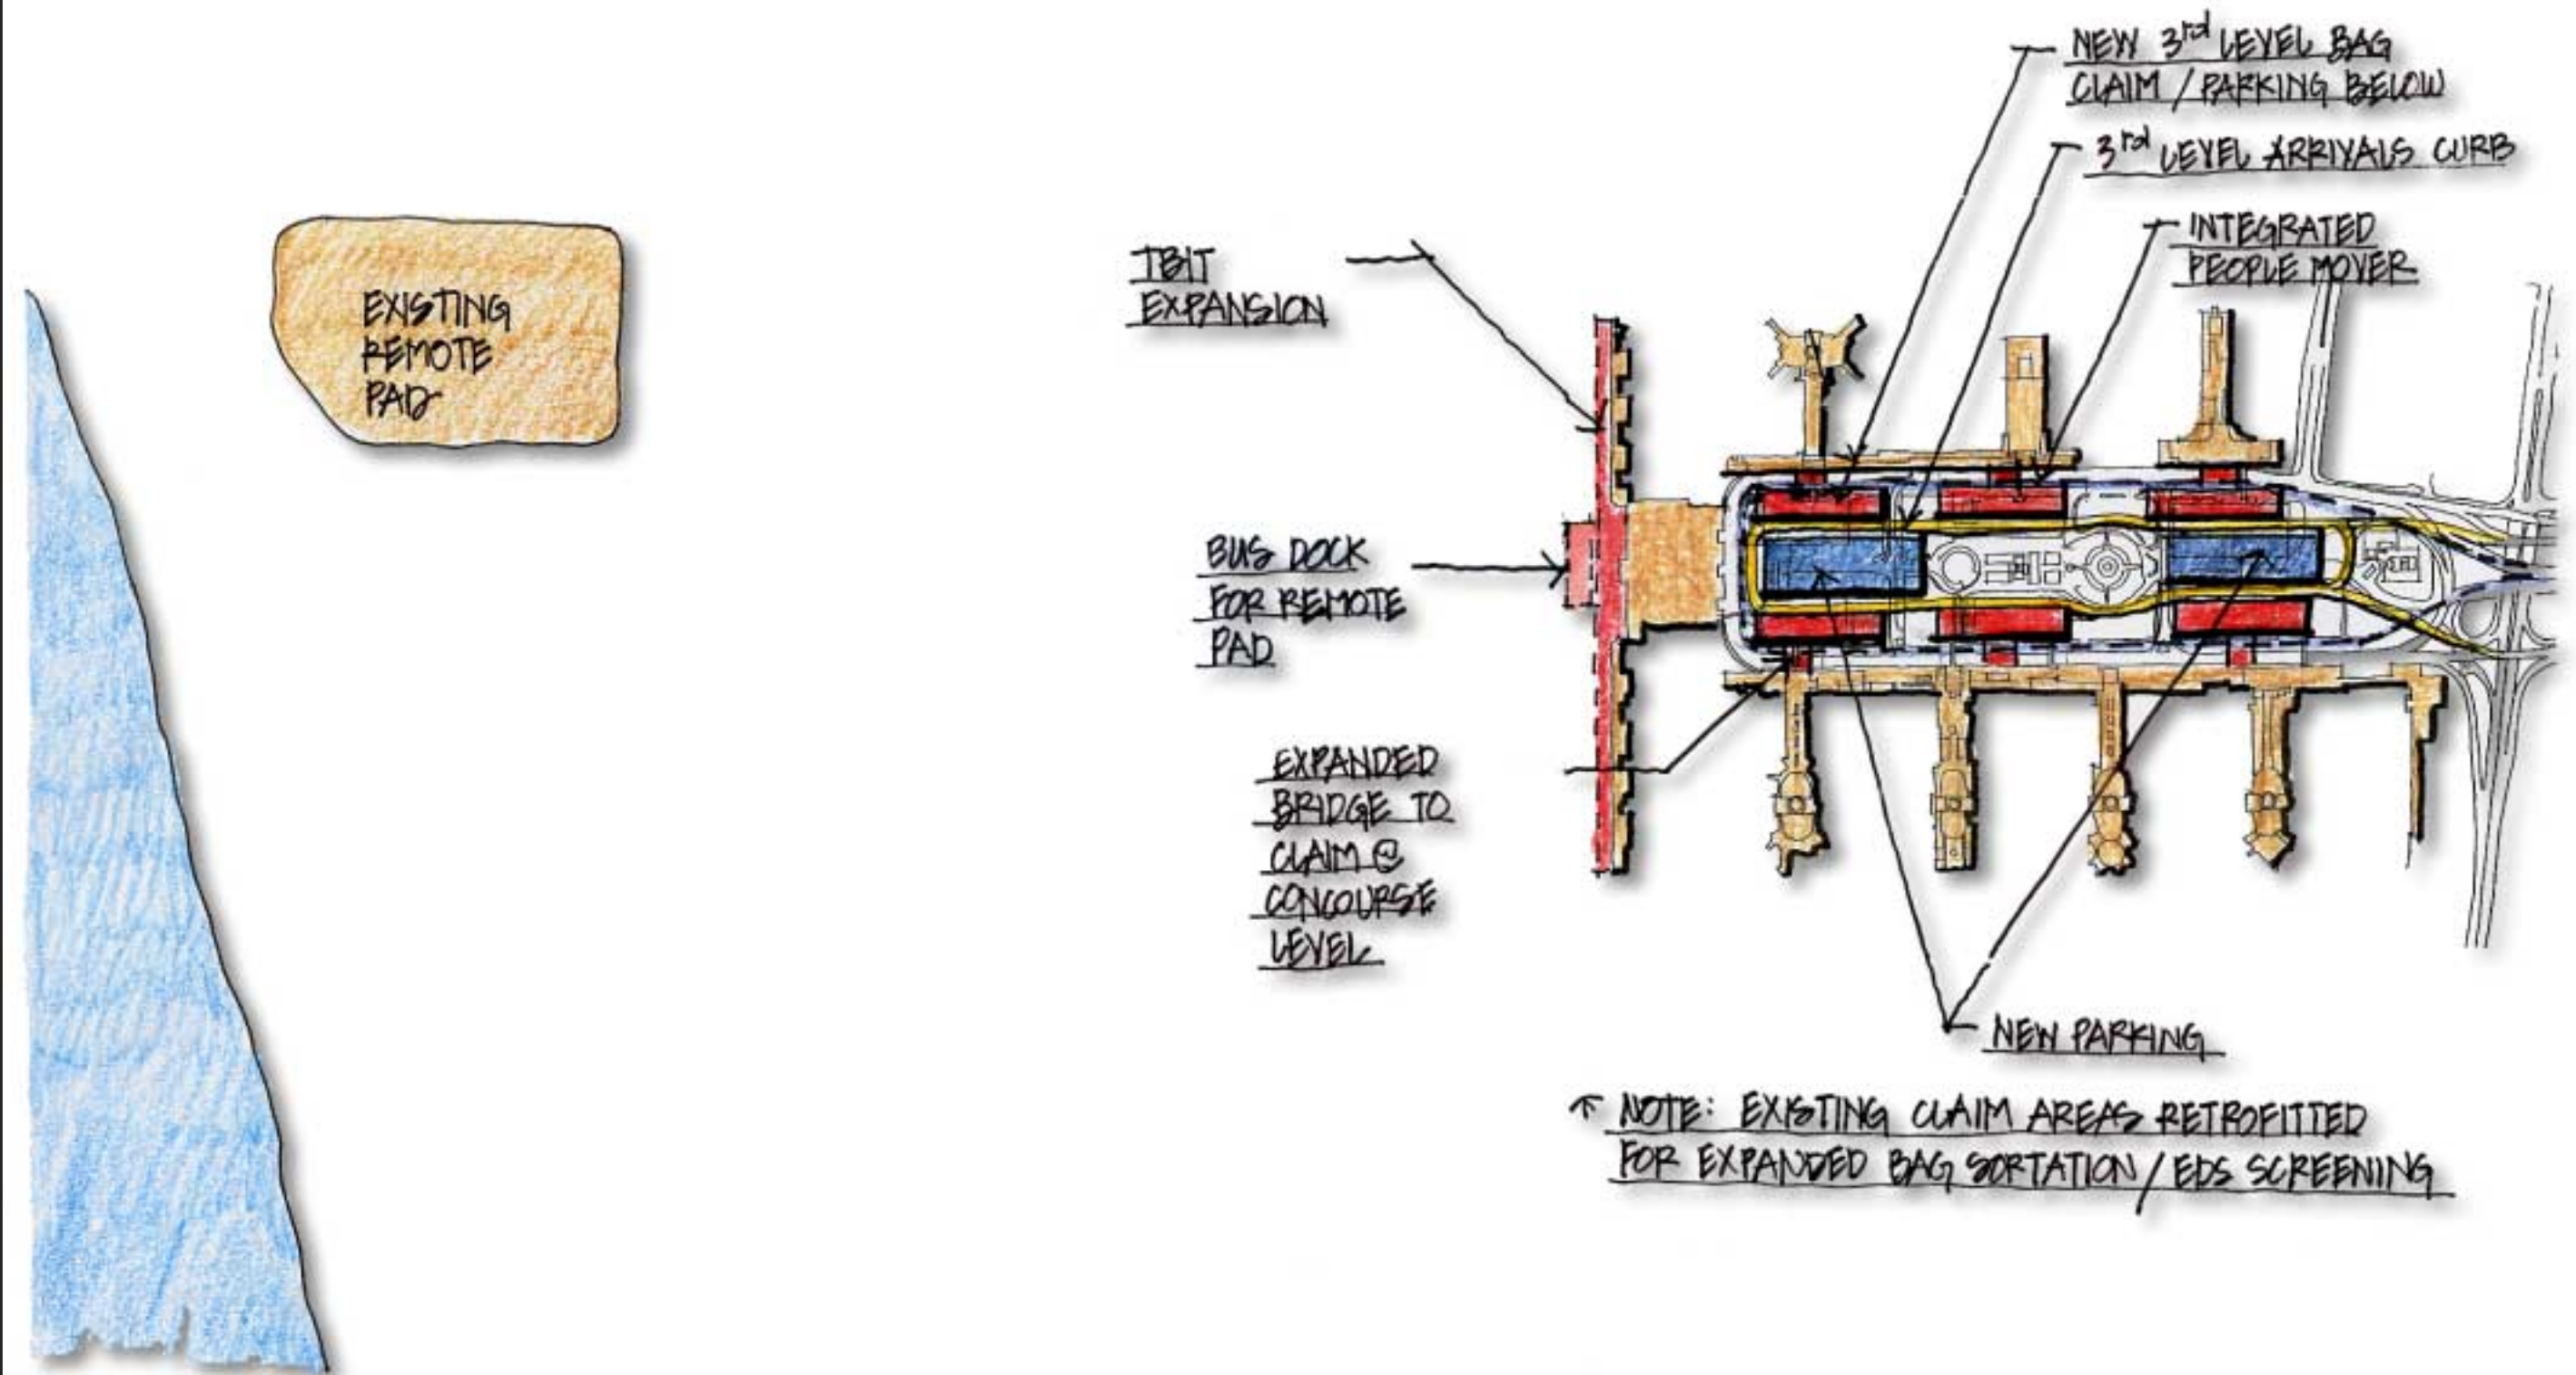 NEW 3rd LEVEL BAG
CLAIM / PARKING BELOW
3rd LEVEL ARRIVALS CURB
INTEGRATED
PEOPLE MOVER
TBIT
EXPANSION
EXISTING
REMOTE
PAD
BUS DOCK
FOR REMOTE
PAD
EXPANDED
BRIDGE TO
CLAIM @
CONCOURSE
LEVEL
NEW PARKING
NOTE: EXISTING CLAIM AREAS RETROFITTED
FOR EXPANDED BAG SORTATION / EDS SCREENING